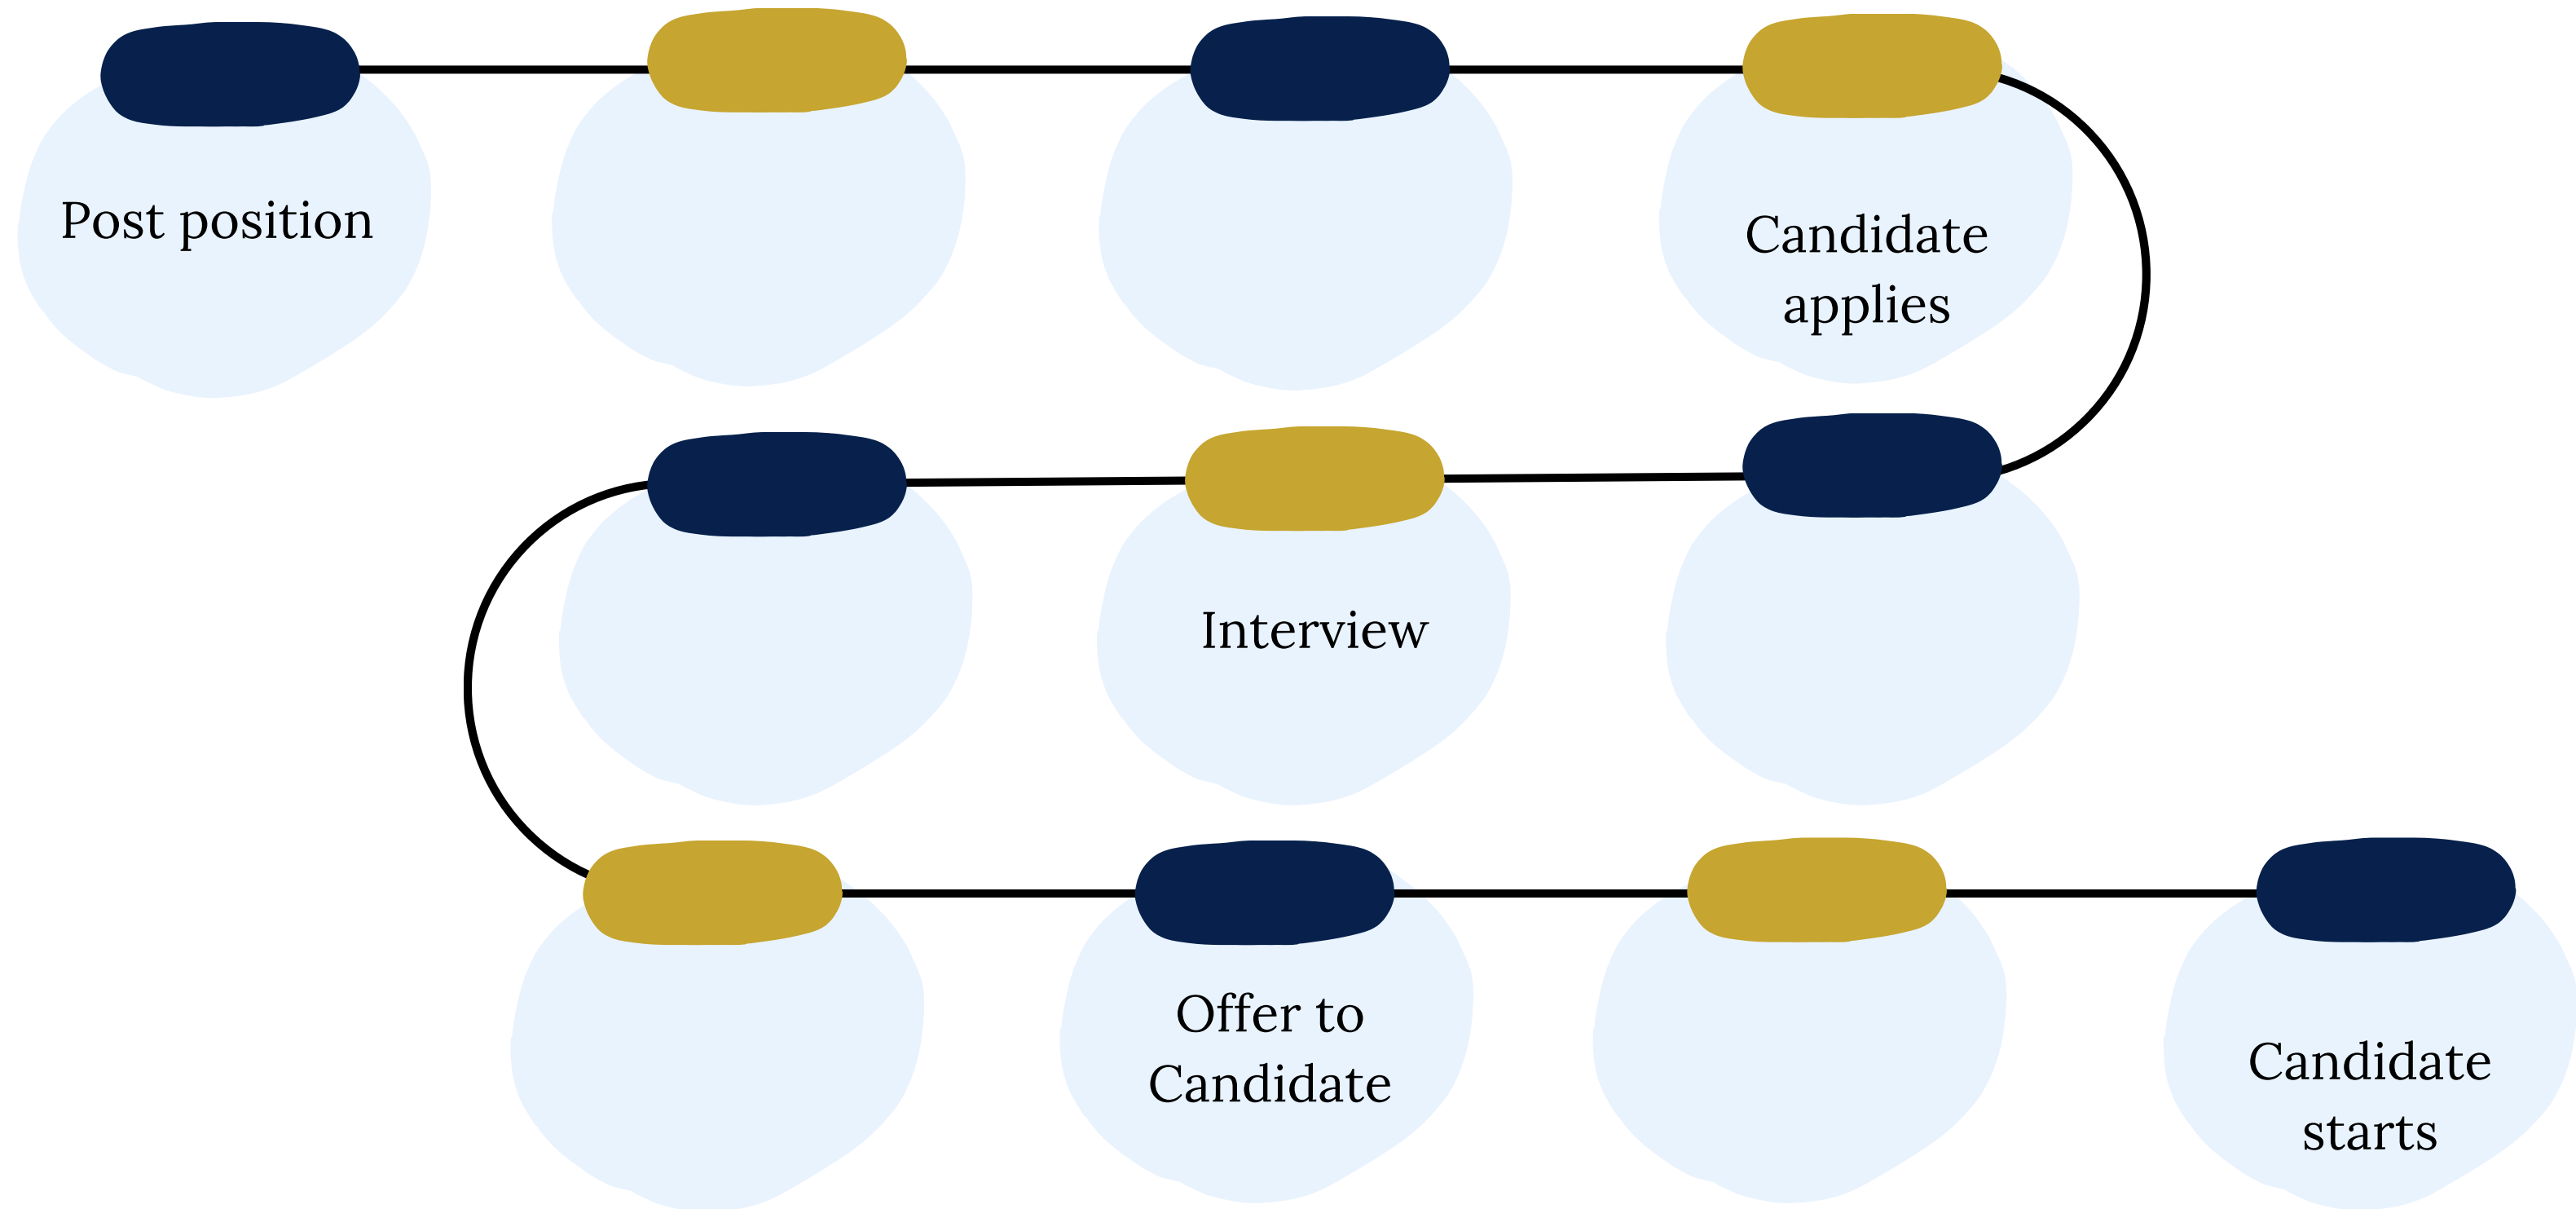 Post position
Candidate
applies
Interview
Offer to
Candidate
Candidate
starts